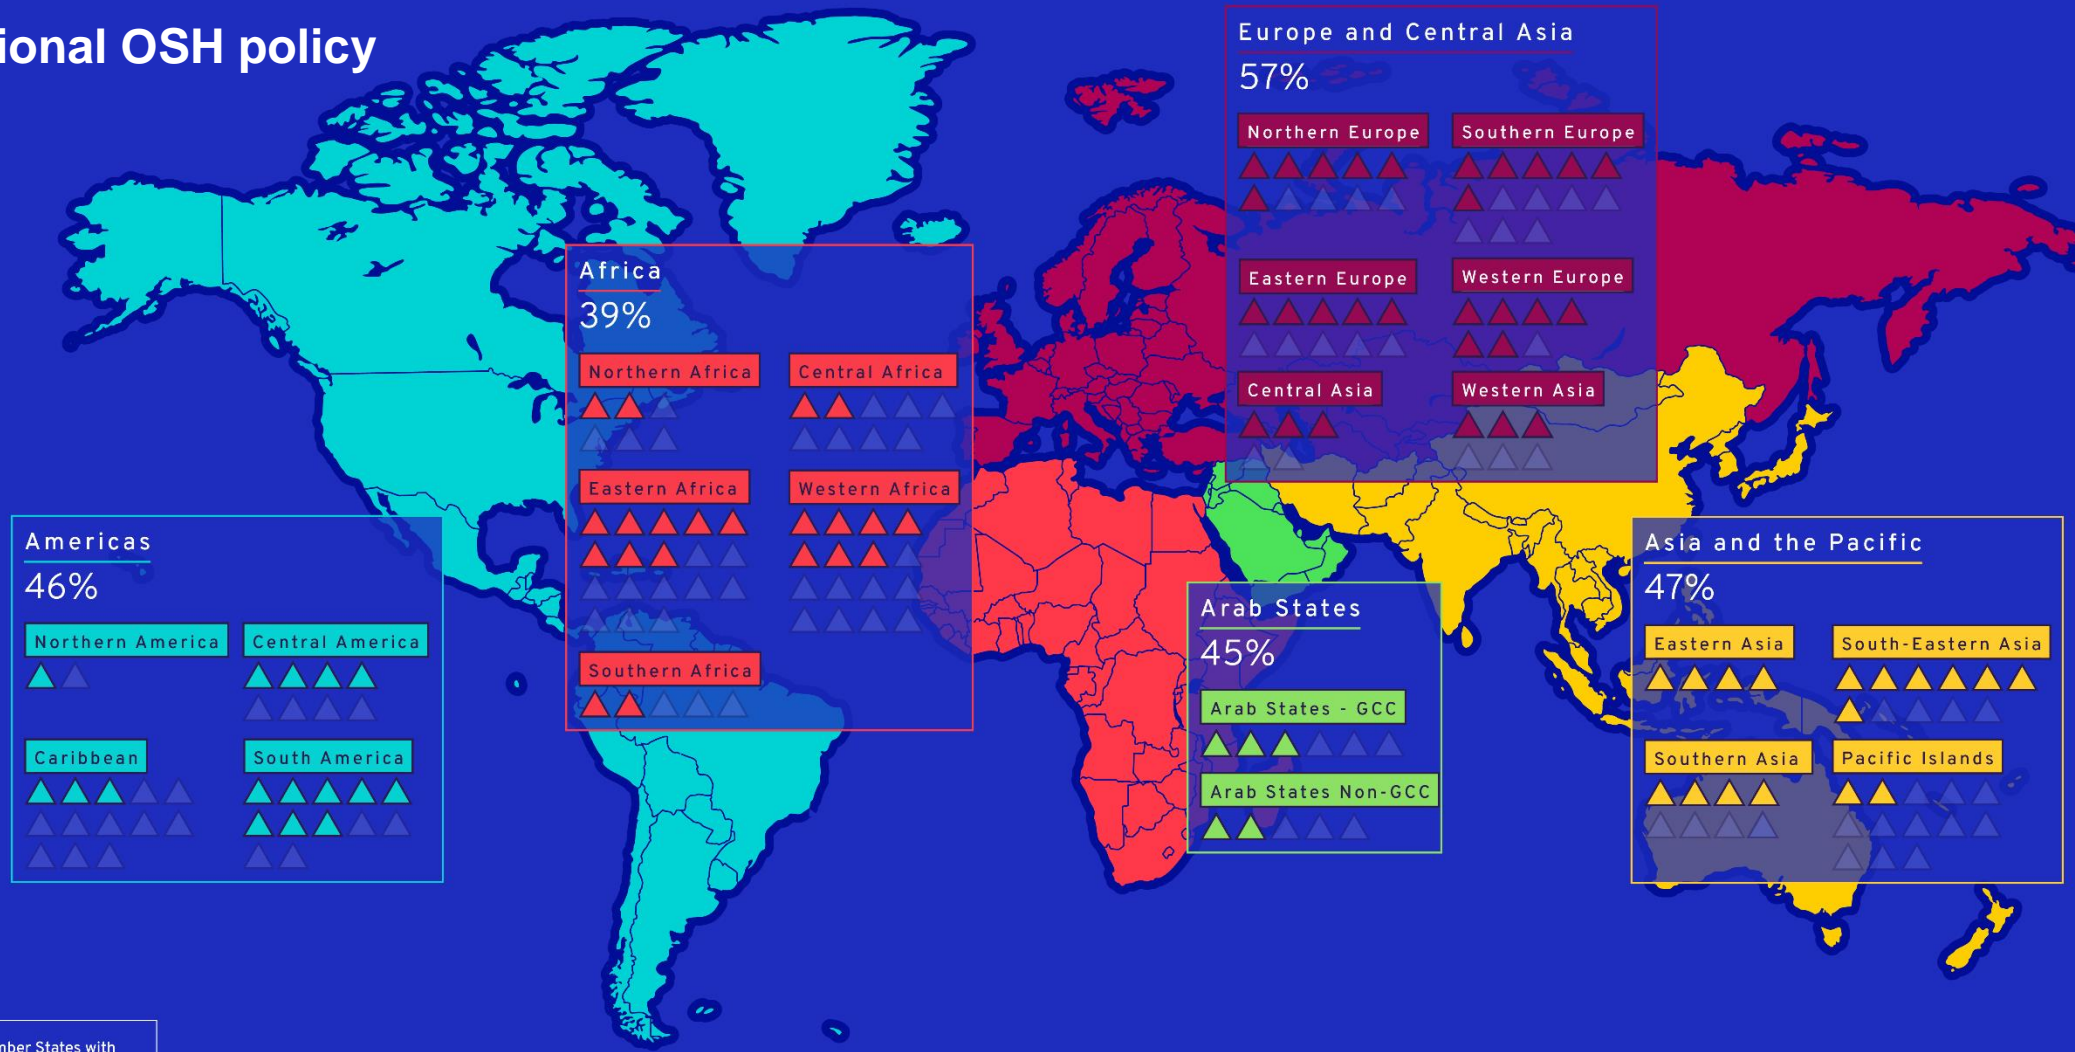 ional OSH policy
Europe and Central Asia
57%
Northern Europe
Southern Europe
Eastern Europe
Western Europe
Central Asia
Western Asia
Africa
39%
Northern Africa
Central Africa
Eastern Africa
Western Africa
Southern Africa
Americas
46%
Northern America
Central America
Caribbean
South America
Arab States
45%
Arab States - GCC
Arab States Non-GCC
Asia and the Pacific
47%
Eastern Asia
South-Eastern Asia
Southern Asia
Pacific Islands
mber States with